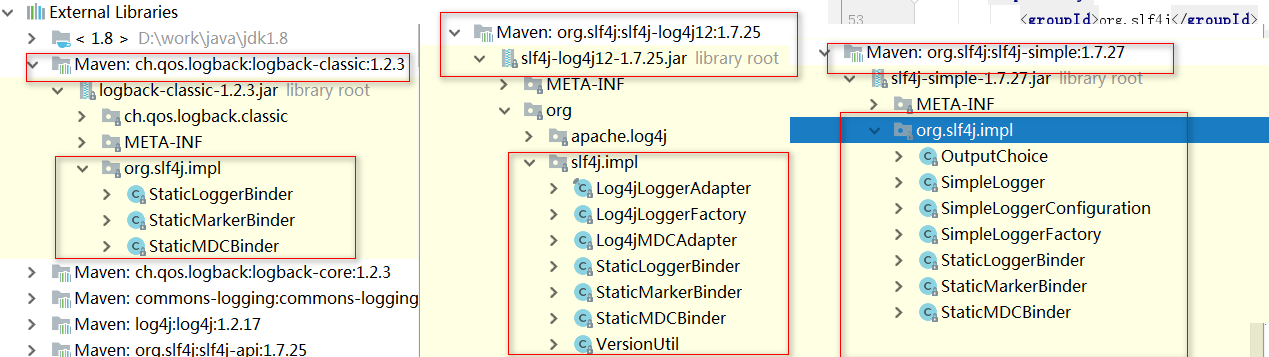 External Libraries
< 1.8 > D:\work\java\jdk1.8
Maven: ch.qos.logback:logback-classic:1.2.3
logback-classic-1.2.3.jar library root
ch.qos.logback.classic
META-INF
org.slf4j.impl
StaticLoggerBinder
StaticMarkerBinder
StaticMDCBinder
Maven: ch.qos.logback:logback-core:1.2.3
Maven: commons-logging:commons-logging
Maven: log4j:log4j:1.2.17
Maven: org.slf4j:slf4j-api:1.7.25
Maven: org.slf4j:slf4j-log4j12:1.7.25
slf4j-log4j12-1.7.25.jar library root
META-INF
org
apache.log4j
slf4j.impl
Log4jLoggerAdapter
Log4jLoggerFactory
Log4jMDCAdapter
StaticLoggerBinder
StaticMarkerBinder
StaticMDCBinder
VersionUtil
53 <groupId>org.slf4j</groupId>
Maven: org.slf4j:slf4j-simple:1.7.27
slf4j-simple-1.7.27.jar library root
META-INF
org.slf4j.impl
OutputChoice
SimpleLogger
SimpleLoggerConfiguration
SimpleLoggerFactory
StaticLoggerBinder
StaticMarkerBinder
StaticMDCBinder